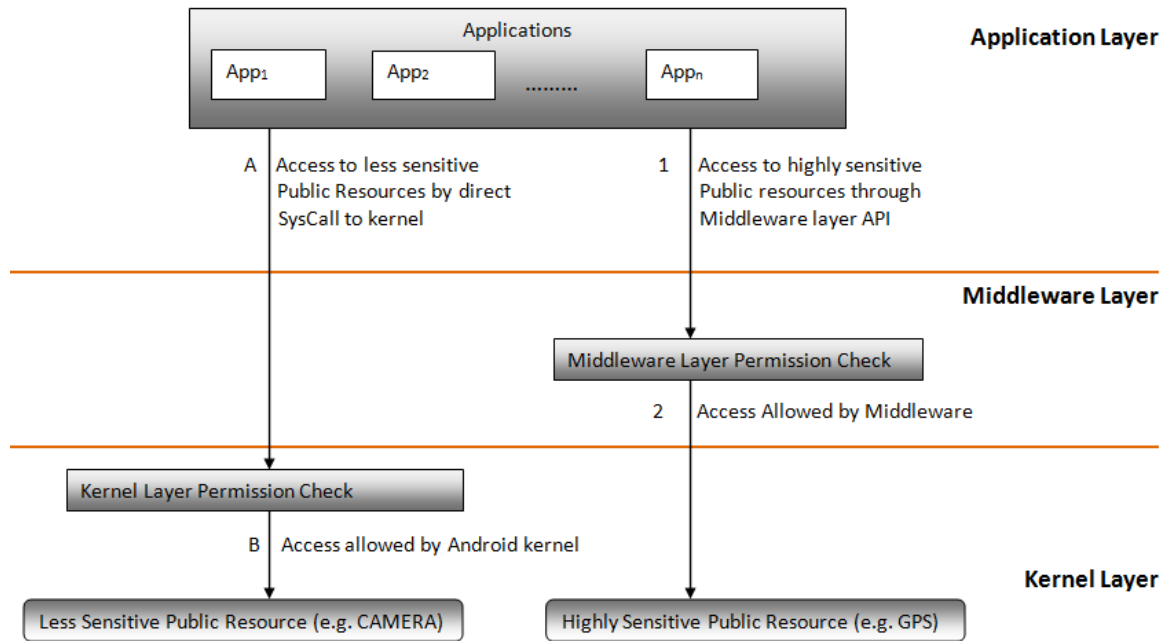 Applications
Application Layer
App1
App2
.........
Appn
A
Access to less sensitive
Public Resources by direct
SysCall to kernel
1
Access to highly sensitive
Public resources through
Middleware layer API
Middleware Layer
Middleware Layer Permission Check
2
Access Allowed by Middleware
Kernel Layer Permission Check
B
Access allowed by Android kernel
Kernel Layer
Less Sensitive Public Resource (e.g. CAMERA)
Highly Sensitive Public Resource (e.g. GPS)